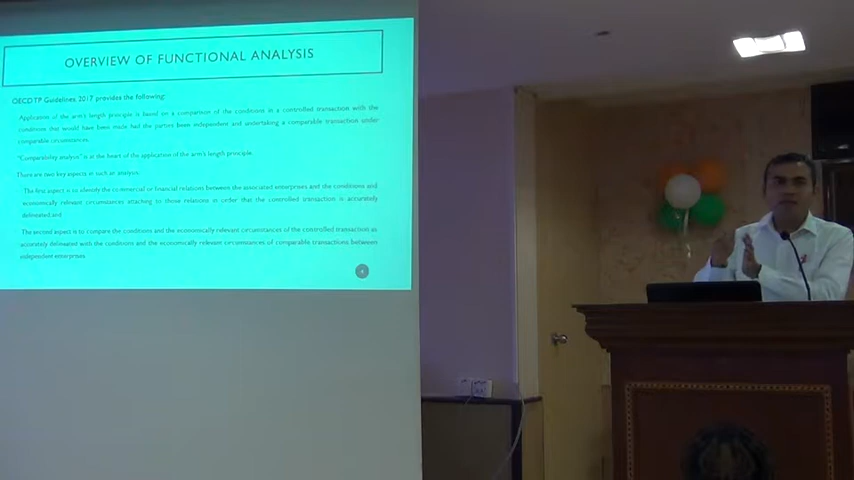 OVERVIEW OF FUNCTIONAL ANALYSIS
OECD TP Guidelines, 2017 provides the following:
Application of the arm's length principle is based on a comparison of the conditions in a controlled transaction with the
conditions that would have been made had the parties been independent and undertaking a comparable transaction under
comparable circumstances.
"Comparability analysis" is at the heart of the application of the arm's length principle.
There are two key aspects in such an analysis:
The first aspect is to identify the commercial or financial relations between the associated enterprises and the conditions and
economically relevant circumstances attaching to those relations in order that the controlled transaction is accurately
delineated; and
The second aspect is to compare the conditions and the economically relevant circumstances of the controlled transaction as
accurately delineated with the conditions and the economically relevant circumstances of comparable transactions between
independent enterprises.